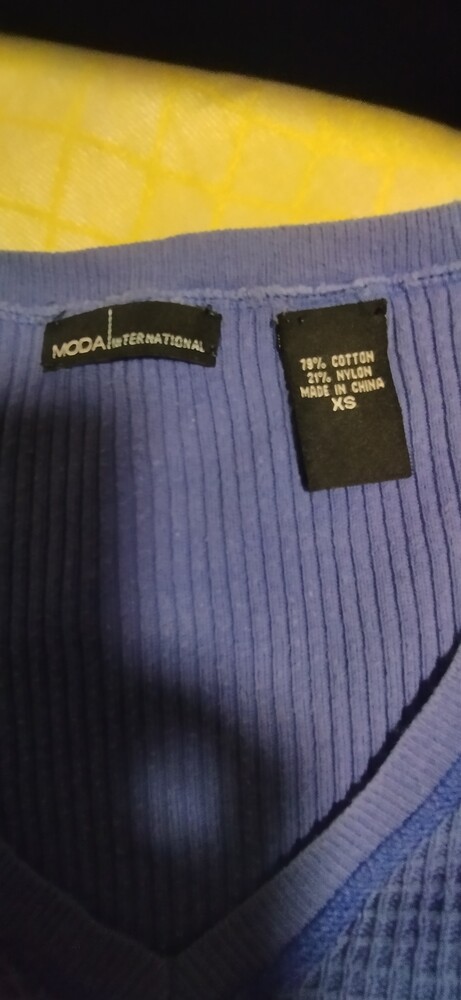 MODA INTERNATIONAL
79% COTTON
21% NYLON
MADE IN CHINA
XS